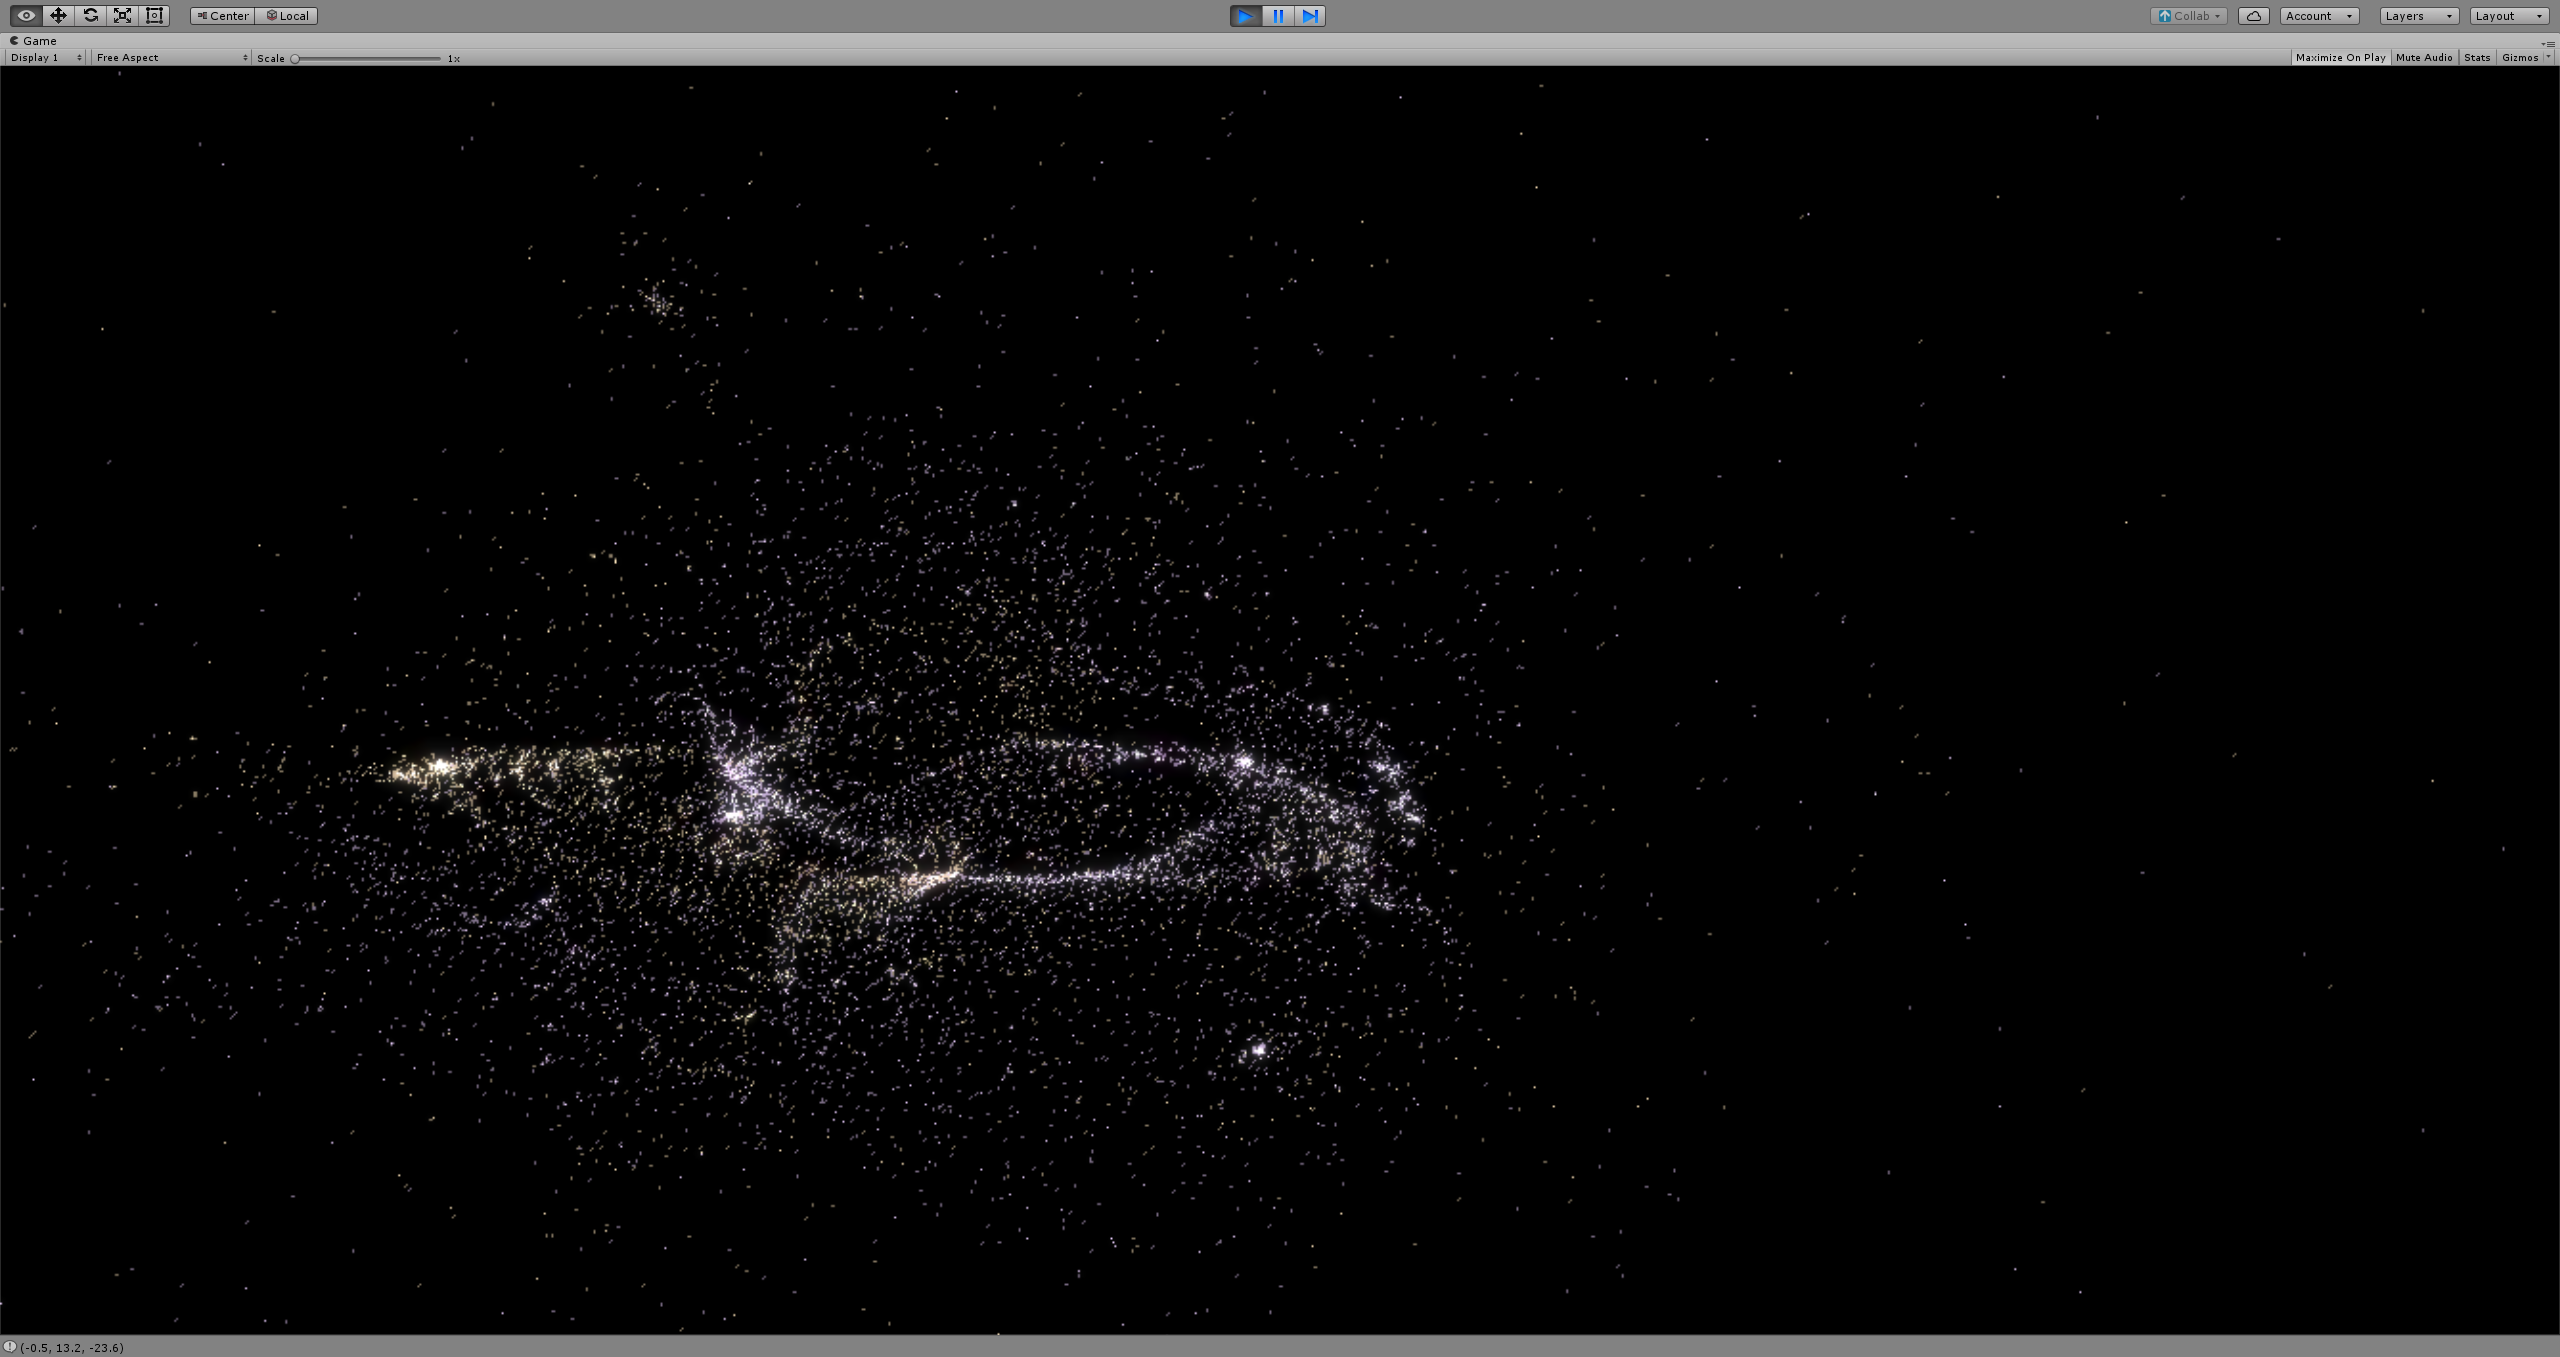 Center Local Collab Account Layers Layout
Game
Display 1 Free Aspect Scale 1x Maximize On Play Mute Audio Stats Gizmos
(-0.5, 13.2, -23.6)